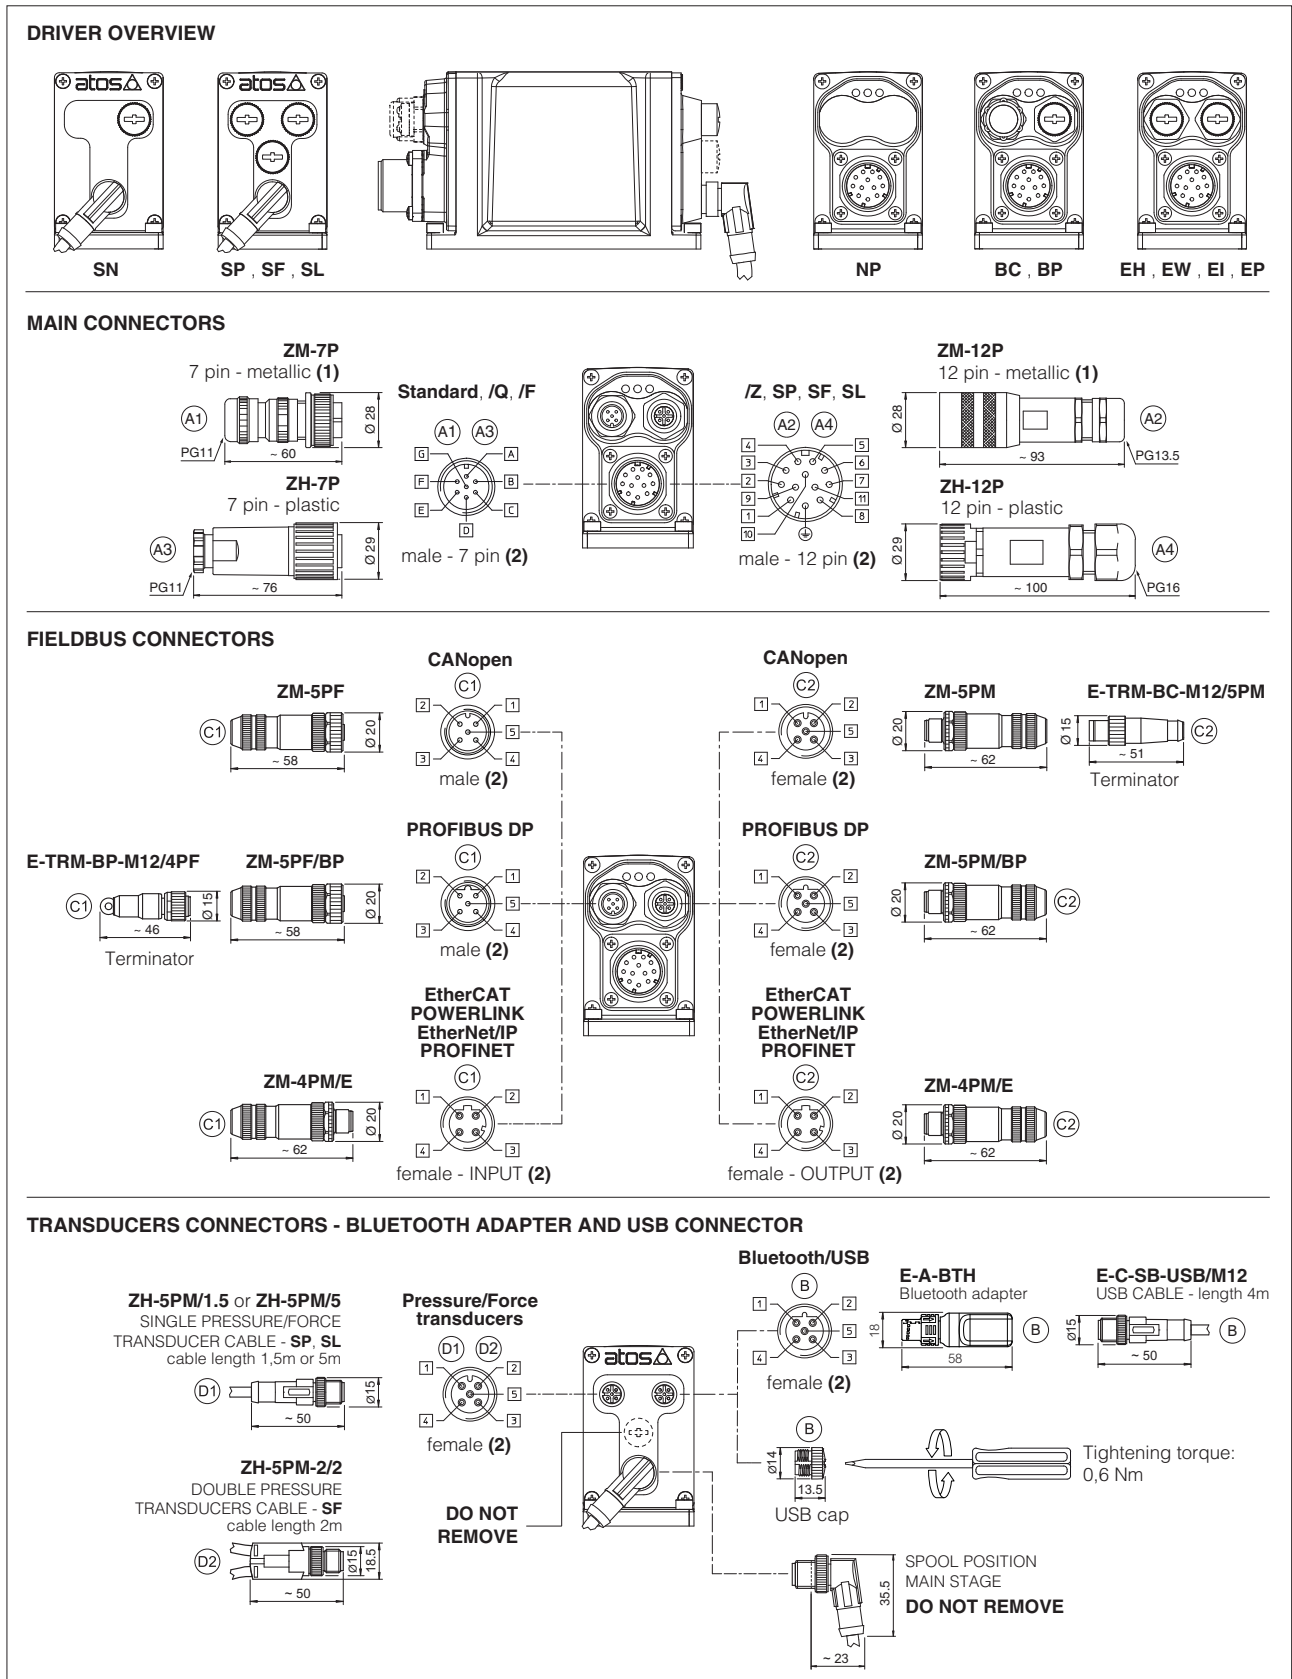 DRIVER OVERVIEW
atos
atos
SN
SP , SF , SL
NP
BC , BP
EH , EW , EI , EP
MAIN CONNECTORS
ZM-7P
7 pin - metallic (1)
A1
PG11
Ø 28
~ 60
ZH-7P
7 pin - plastic
A3
PG11
Ø 29
~ 76
Standard, /Q, /F
A1 A3
G A
F B
E C
D
male - 7 pin (2)
/Z, SP, SF, SL
A2 A4
4 5
3 6
2 7
9 11
1 8
10
male - 12 pin (2)
ZM-12P
12 pin - metallic (1)
Ø 28
A2
PG13.5
~ 93
ZH-12P
12 pin - plastic
Ø 29
A4
PG16
~ 100
FIELDBUS CONNECTORS
CANopen
C1
2 1
5
3 4
male (2)
ZM-5PF
C1
Ø 20
~ 58
CANopen
C2
1 2
5
4 3
female (2)
ZM-5PM
Ø 20
~ 62
E-TRM-BC-M12/5PM
Ø 15
C2
~ 51
Terminator
E-TRM-BP-M12/4PF
C1
Ø 15
~ 46
Terminator
ZM-5PF/BP
Ø 20
~ 58
PROFIBUS DP
C1
2 1
5
3 4
male (2)
PROFIBUS DP
C2
1 2
5
4 3
female (2)
ZM-5PM/BP
Ø 20
C2
~ 62
EtherCAT
POWERLINK
EtherNet/IP
PROFINET
C1
1 2
4 3
female - INPUT (2)
ZM-4PM/E
C1
Ø 20
~ 62
EtherCAT
POWERLINK
EtherNet/IP
PROFINET
C2
1 2
4 3
female - OUTPUT (2)
ZM-4PM/E
Ø 20
C2
~ 62
TRANSDUCERS CONNECTORS - BLUETOOTH ADAPTER AND USB CONNECTOR
ZH-5PM/1.5 or ZH-5PM/5
SINGLE PRESSURE/FORCE
TRANSDUCER CABLE - SP, SL
cable length 1,5m or 5m
D1
Ø15
~ 50
ZH-5PM-2/2
DOUBLE PRESSURE
TRANSDUCERS CABLE - SF
cable length 2m
D2
Ø15
18.5
~ 50
Pressure/Force
transducers
D1 D2
1 2
5
4 3
female (2)
DO NOT
REMOVE
atos
Bluetooth/USB
B
1 2
5
4 3
female (2)
E-A-BTH
Bluetooth adapter
18
B
58
E-C-SB-USB/M12
USB CABLE - length 4m
Ø15
B
~ 50
B
Ø14
13.5
USB cap
Tightening torque:
0,6 Nm
SPOOL POSITION
MAIN STAGE
DO NOT REMOVE
35.5
~ 23